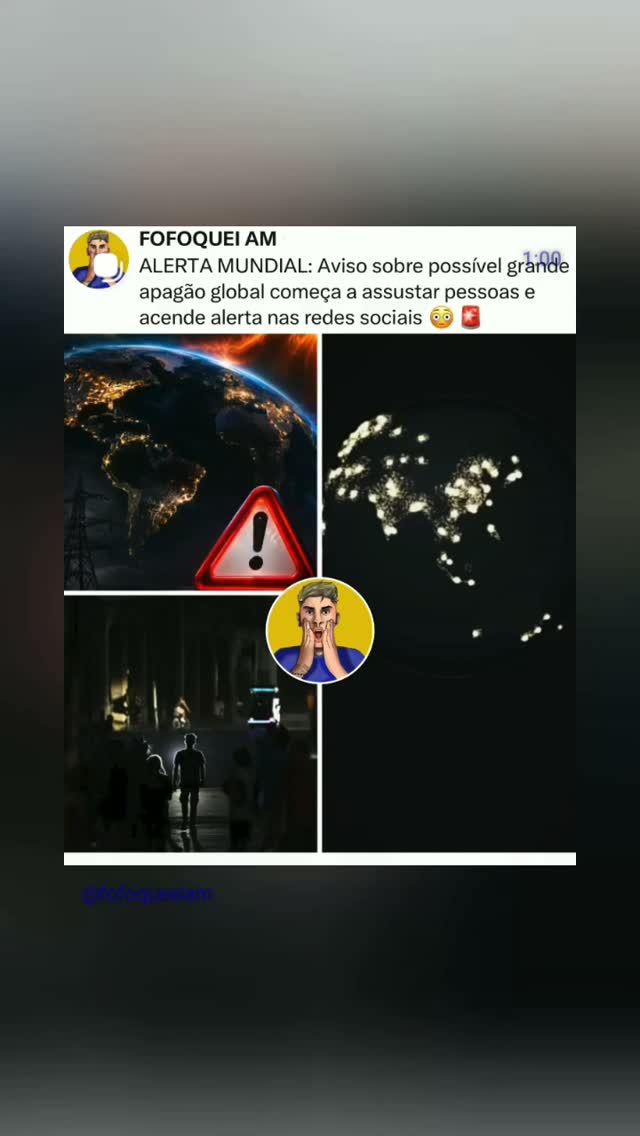 FOFOQUEI AM
1:00
ALERTA MUNDIAL: Aviso sobre possível grande
apagão global começa a assustar pessoas e
acende alerta nas redes sociais 😳 🚨
!